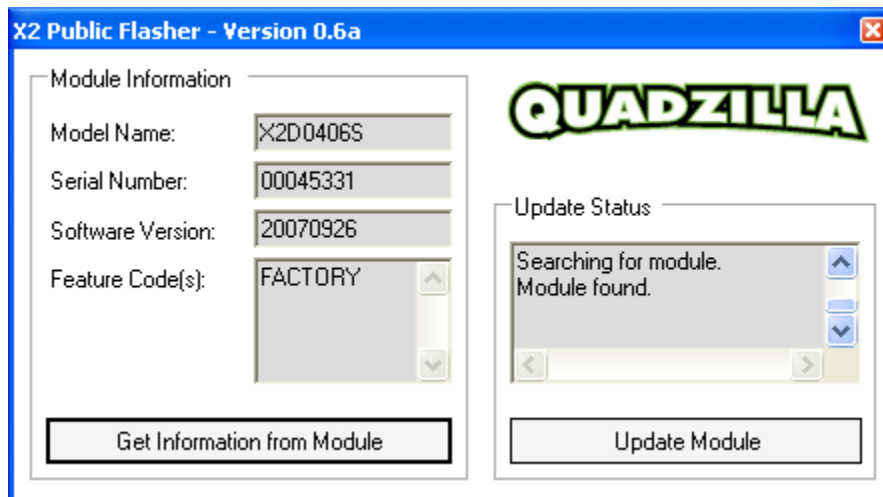 X2 Public Flasher - Version 0.6a
Module Information
Model Name: X2D0406S
Serial Number: 00045331
Software Version: 20070926
Feature Code(s): FACTORY
Get Information from Module
QUADZILLA
Update Status
Searching for module.
Module found.
Update Module